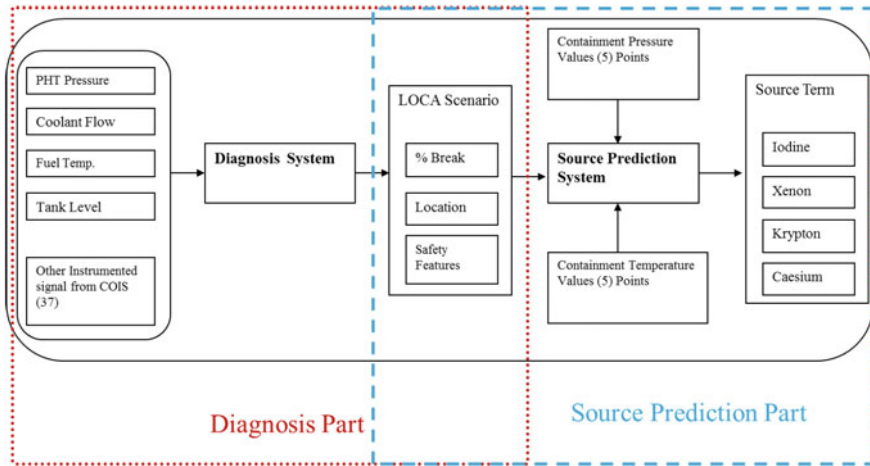 PHT Pressure
Coolant Flow
Fuel Temp.
Tank Level
Other Instrumented
signal from COIS
(37)
Diagnosis System
LOCA Scenario
% Break
Location
Safety
Features
Containment Pressure
Values (5) Points
Source Prediction
System
Containment Temperature
Values (5) Points
Source Term
Iodine
Xenon
Krypton
Caesium
Diagnosis Part
Source Prediction Part